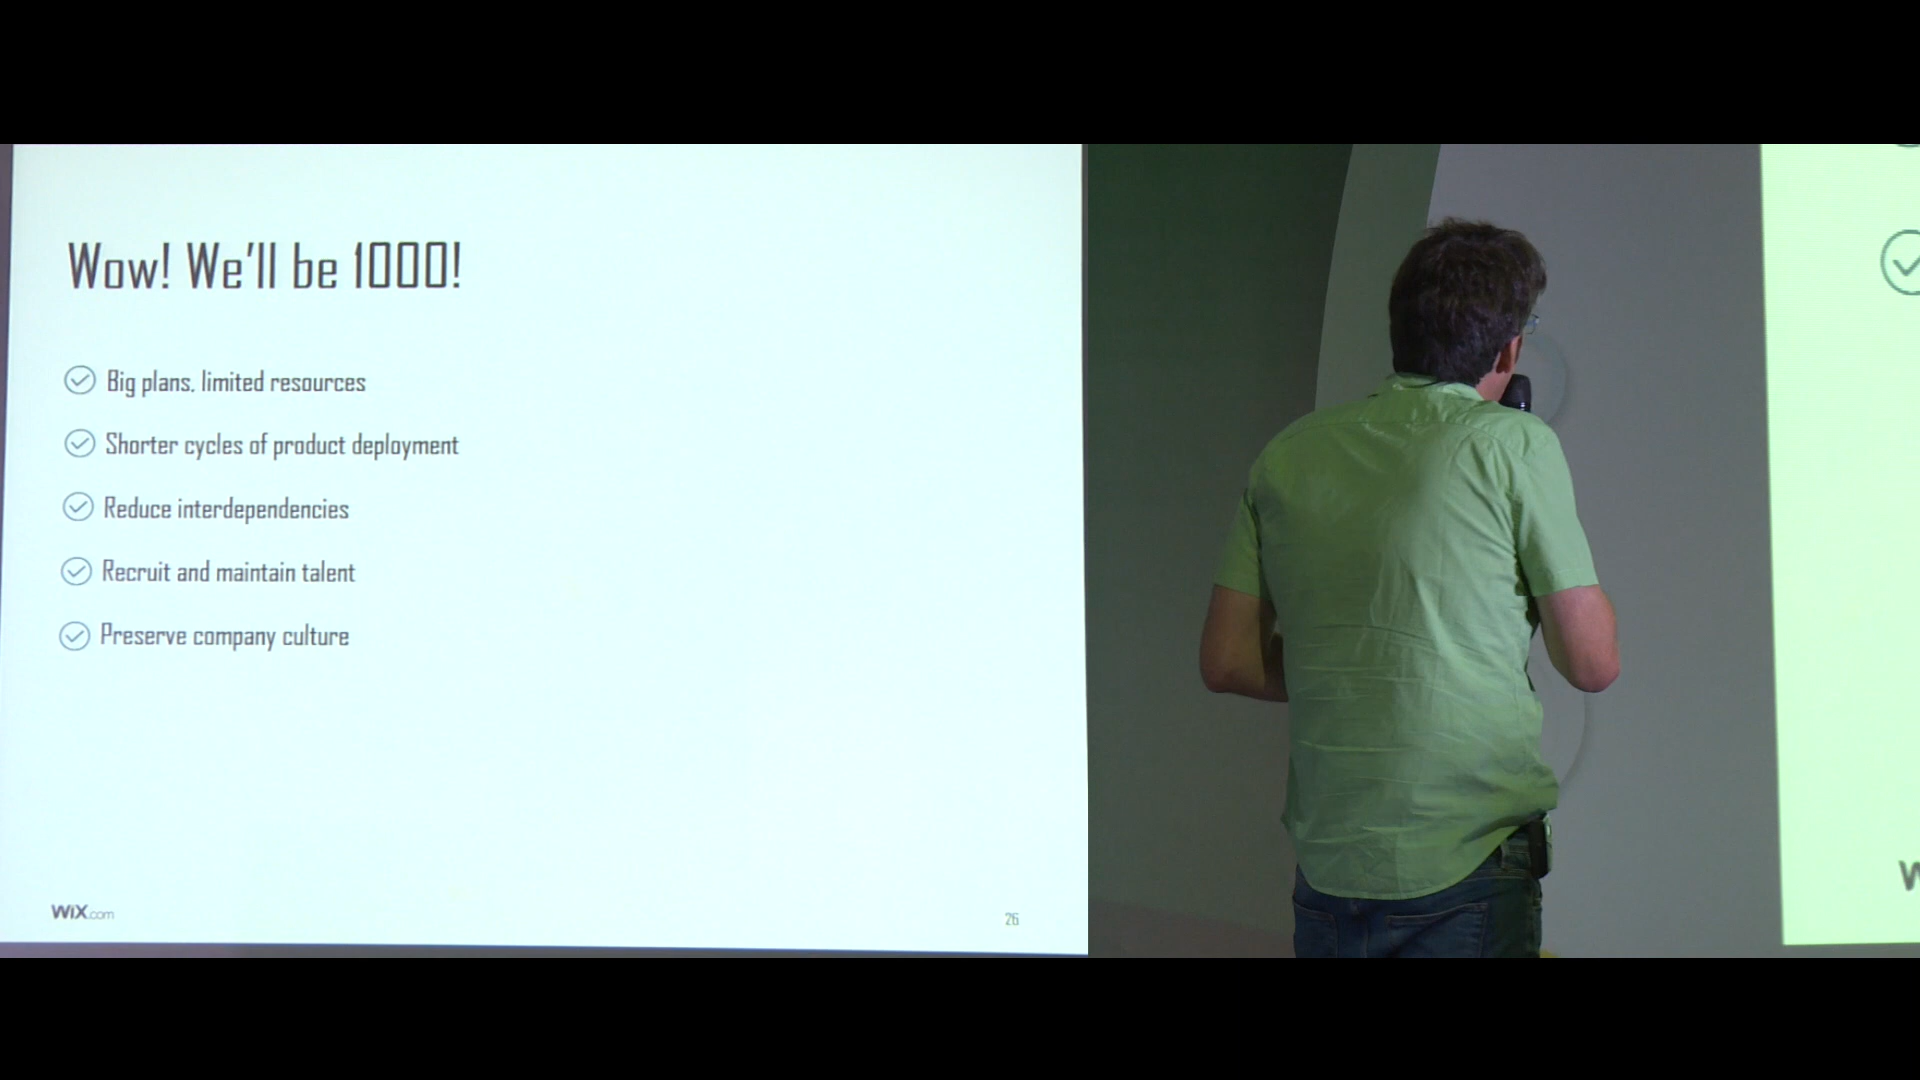 Wow! We'll be 1000!
Big plans, limited resources
Shorter cycles of product deployment
Reduce interdependencies
Recruit and maintain talent
Preserve company culture
WiX.com
26
W